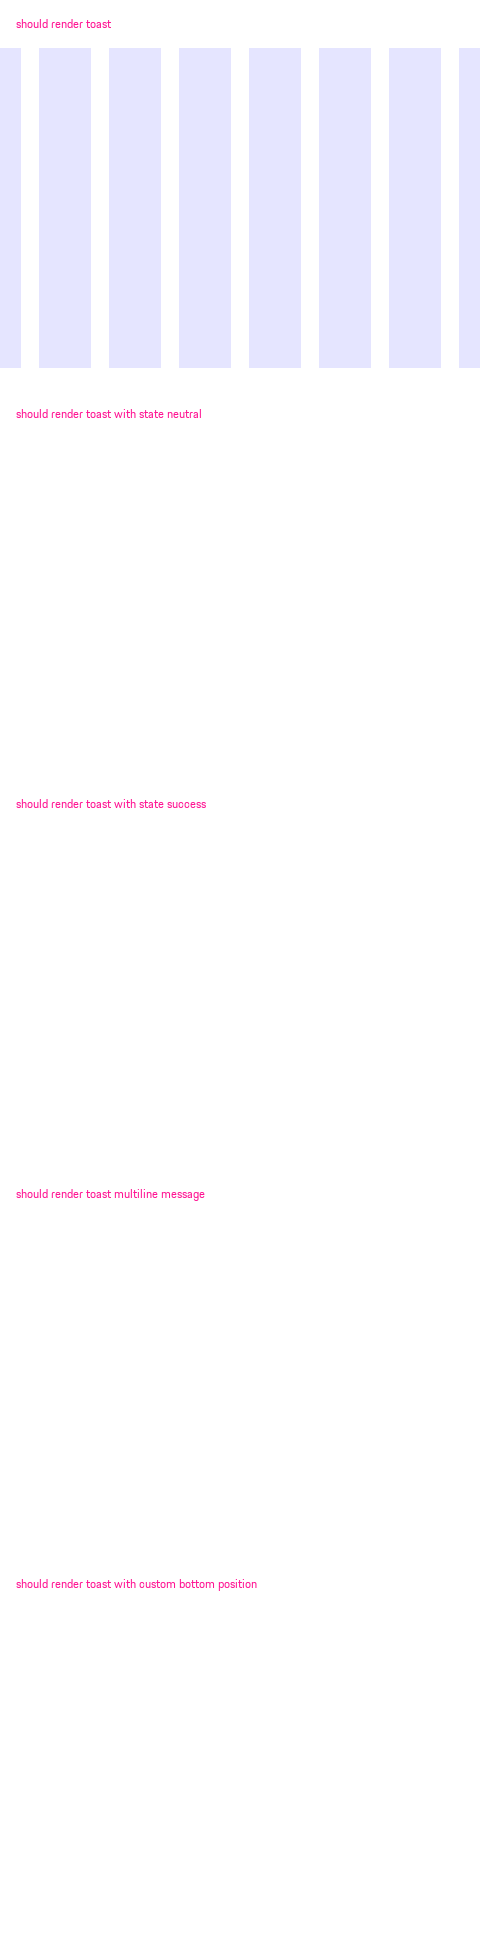 should render toast
should render toast with state neutral
should render toast with state success
should render toast multiline message
should render toast with custom bottom position